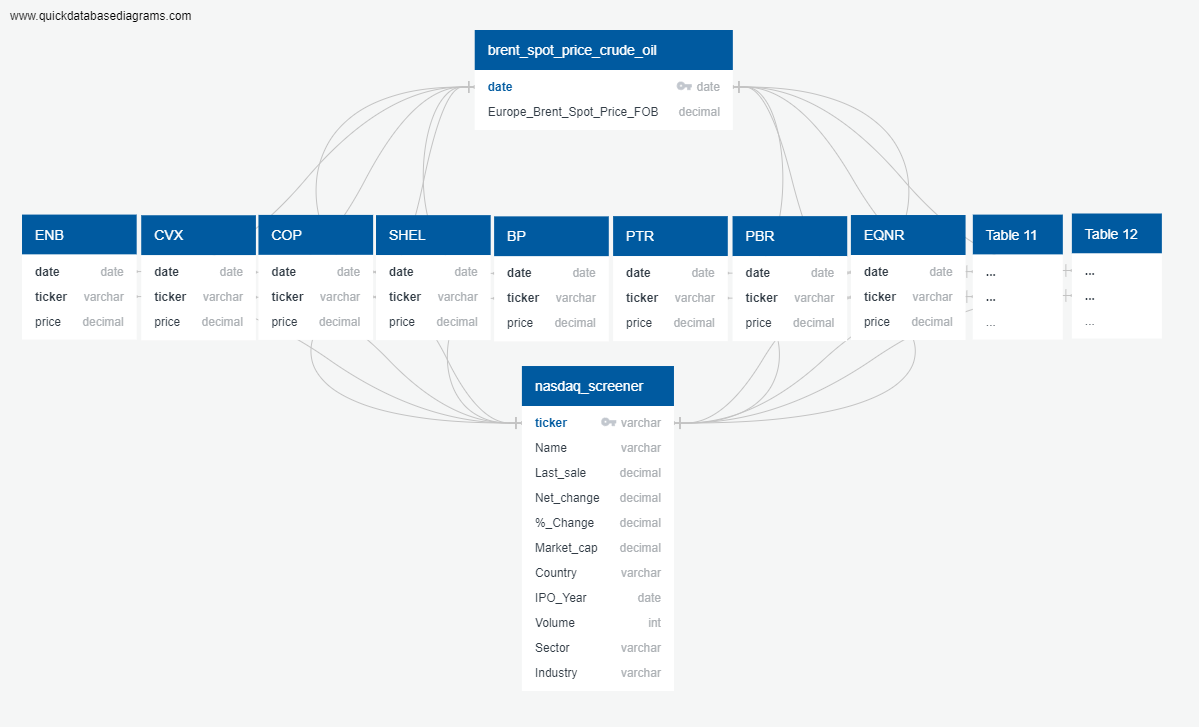 www.quickdatabasediagrams.com
brent_spot_price_crude_oil
date date
Europe_Brent_Spot_Price_FOB decimal
ENB
date date
ticker varchar
price decimal
CVX
date date
ticker varchar
price decimal
COP
date date
ticker varchar
price decimal
SHEL
date date
ticker varchar
price decimal
BP
date date
ticker varchar
price decimal
PTR
date date
ticker varchar
price decimal
PBR
date date
ticker varchar
price decimal
EQNR
date date
ticker varchar
price decimal
Table 11
...
...
...
Table 12
...
...
...
nasdaq_screener
ticker varchar
Name varchar
Last_sale decimal
Net_change decimal
%_Change decimal
Market_cap decimal
Country varchar
IPO_Year date
Volume int
Sector varchar
Industry varchar